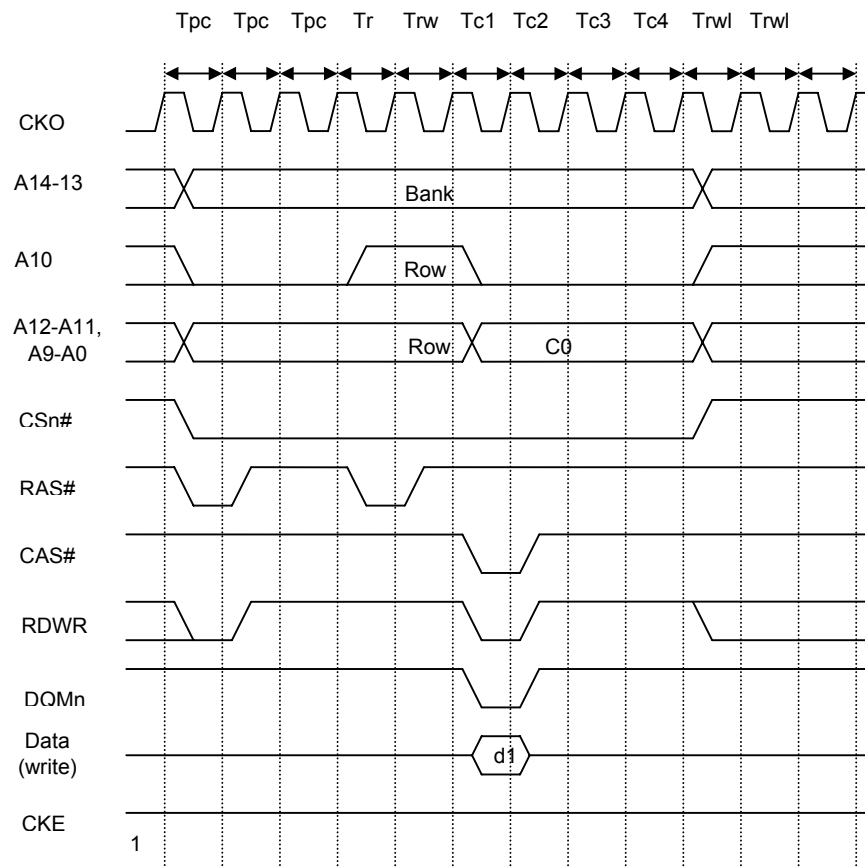 Tpc Tpc Tpc Tr Trw Tc1 Tc2 Tc3 Tc4 Trwl Trwl
CKO
A14-13
Bank
A10
Row
A12-A11,
A9-A0
Row C0
CSn#
RAS#
CAS#
RDWR
DQMn
Data
(write)
d1
CKE
1